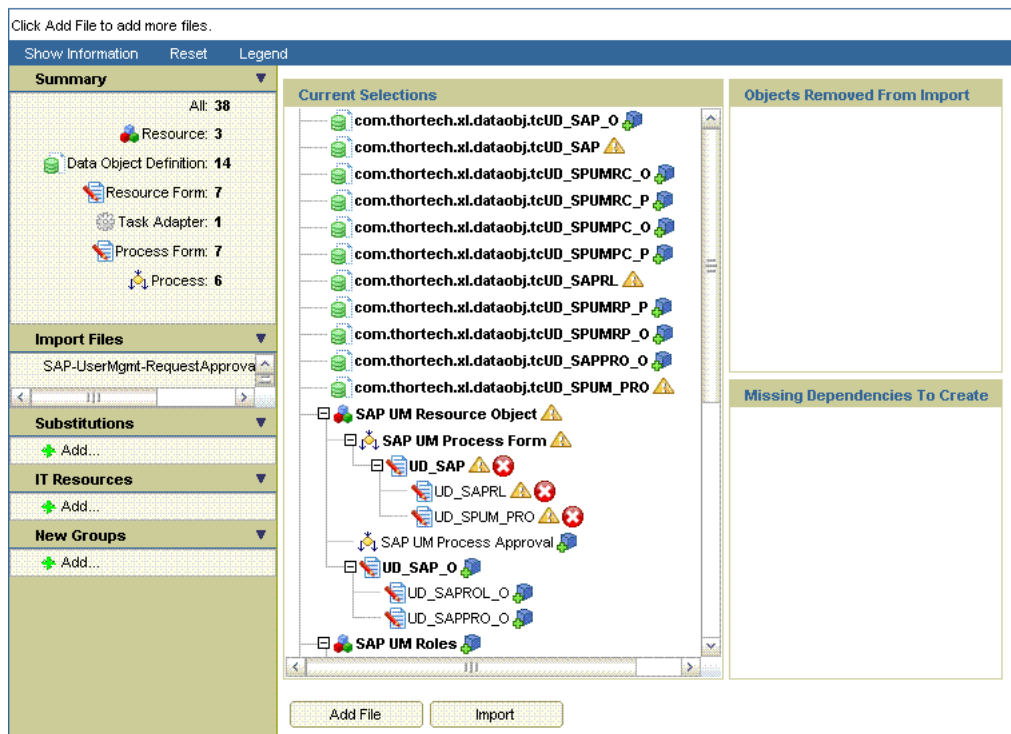 Click Add File to add more files.
Show Information Reset Legend
Summary
All: 38
Resource: 3
Data Object Definition: 14
Resource Form: 7
Task Adapter: 1
Process Form: 7
Process: 6
Import Files
SAP-UserMgmt-RequestApprova
Substitutions
Add...
IT Resources
Add...
New Groups
Add...
Current Selections
com.thortech.xl.dataobj.tcUD_SAP_O
com.thortech.xl.dataobj.tcUD_SAP
com.thortech.xl.dataobj.tcUD_SPUMRC_O
com.thortech.xl.dataobj.tcUD_SPUMRC_P
com.thortech.xl.dataobj.tcUD_SPUMPC_O
com.thortech.xl.dataobj.tcUD_SPUMPC_P
com.thortech.xl.dataobj.tcUD_SAPRL
com.thortech.xl.dataobj.tcUD_SPUMRP_P
com.thortech.xl.dataobj.tcUD_SPUMRP_O
com.thortech.xl.dataobj.tcUD_SAPPRO_O
com.thortech.xl.dataobj.tcUD_SPUM_PRO
SAP UM Resource Object
SAP UM Process Form
UD_SAP
UD_SAPRL
UD_SPUM_PRO
SAP UM Process Approval
UD_SAP_O
UD_SAPROL_O
UD_SAPPRO_O
SAP UM Roles
Add File
Import
Objects Removed From Import
Missing Dependencies To Create